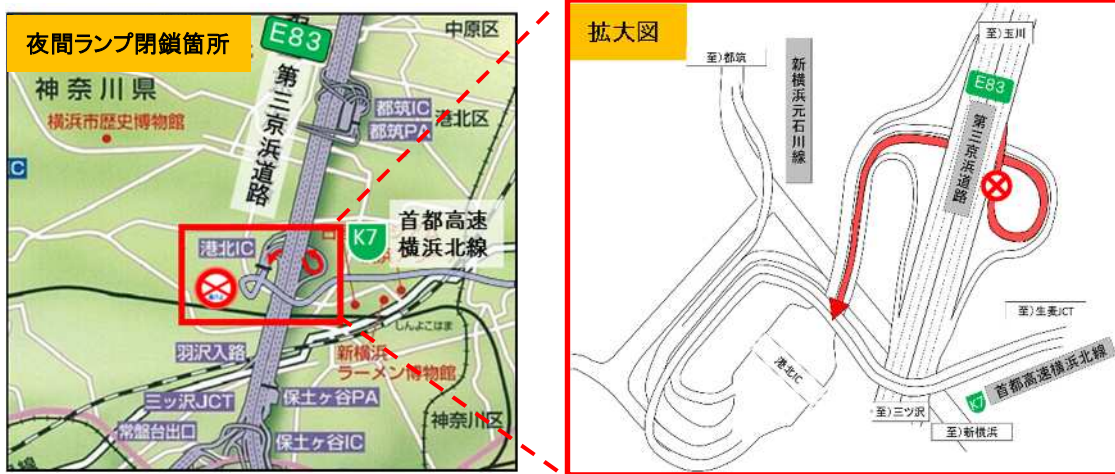 夜間ランプ閉鎖箇所
E83
中原区
神奈川県
第三京浜道路
横浜市歴史博物館
都筑IC
都筑PA
港北区
IC
首都高速
横浜北線
K7
港北IC
しんよこはま
羽沢入路
新横浜
ラーメン博物館
三ッ沢JCT
保土ヶ谷PA
神奈川区
常盤台出口
保土ヶ谷IC
拡大図
至)玉川
至)都筑
新横浜元石川線
E83
第三京浜道路
至)生麦JCT
港北IC
首都高速横浜北線
K7
至)三ツ沢
至)新横浜